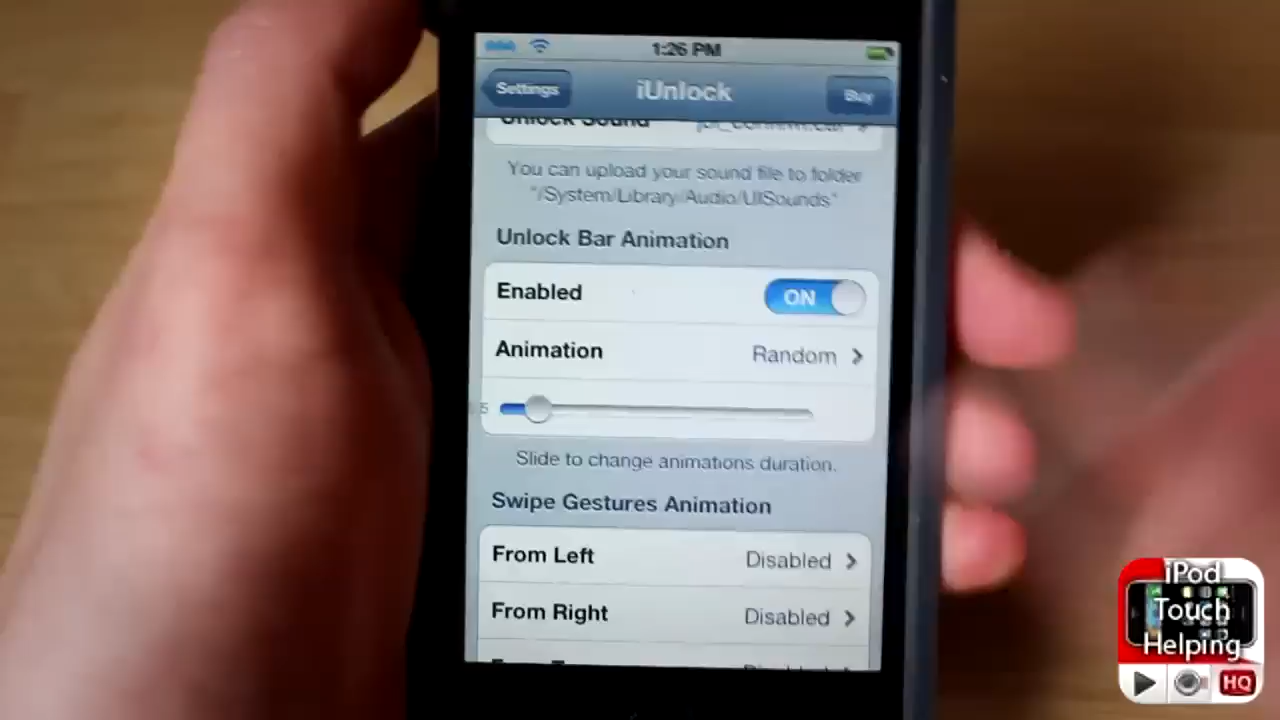 1:26 PM
Settings
iUnlock
Buy
Unlock Sound
You can upload your sound file to folder
"/System/Library/Audio/UISounds"
Unlock Bar Animation
Enabled
ON
Animation
Random
5
Slide to change animations duration.
Swipe Gestures Animation
From Left
Disabled
From Right
Disabled
iPod
Touch
Helping
HQ